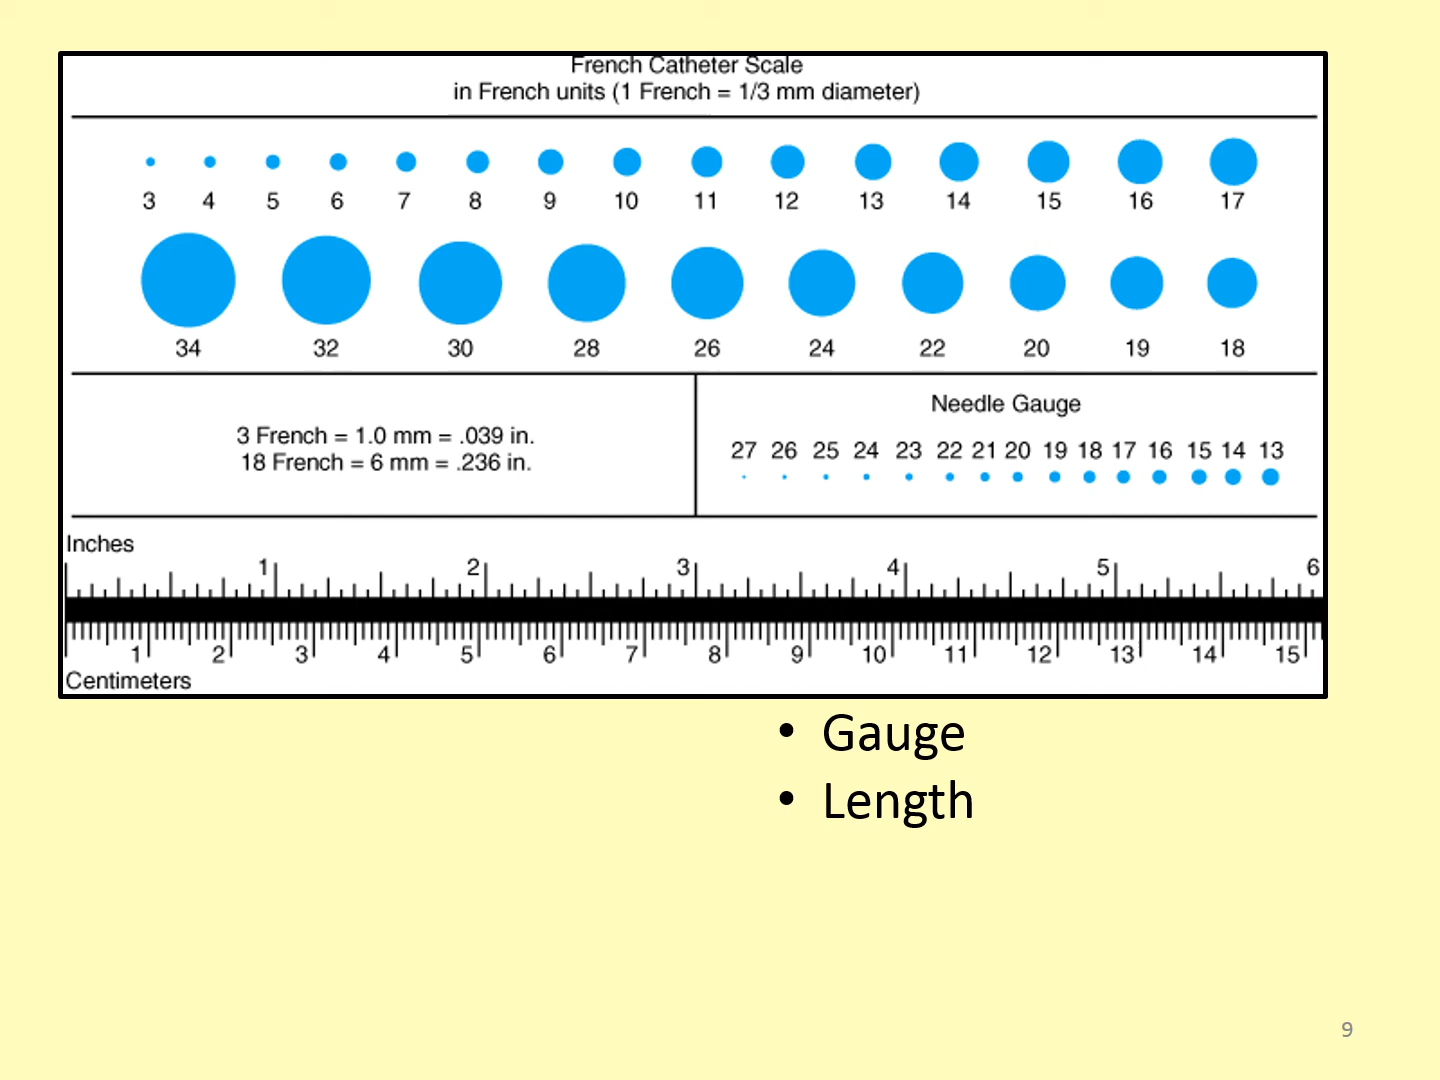 French Catheter Scale
in French units (1 French = 1/3 mm diameter)
3 4 5 6 7 8 9 10 11 12 13 14 15 16 17
34 32 30 28 26 24 22 20 19 18
3 French = 1.0 mm = .039 in.
18 French = 6 mm = .236 in.
Needle Gauge
27 26 25 24 23 22 21 20 19 18 17 16 15 14 13
Inches
1 2 3 4 5 6
1 2 3 4 5 6 7 8 9 10 11 12 13 14 15
Centimeters
• Gauge
• Length
9